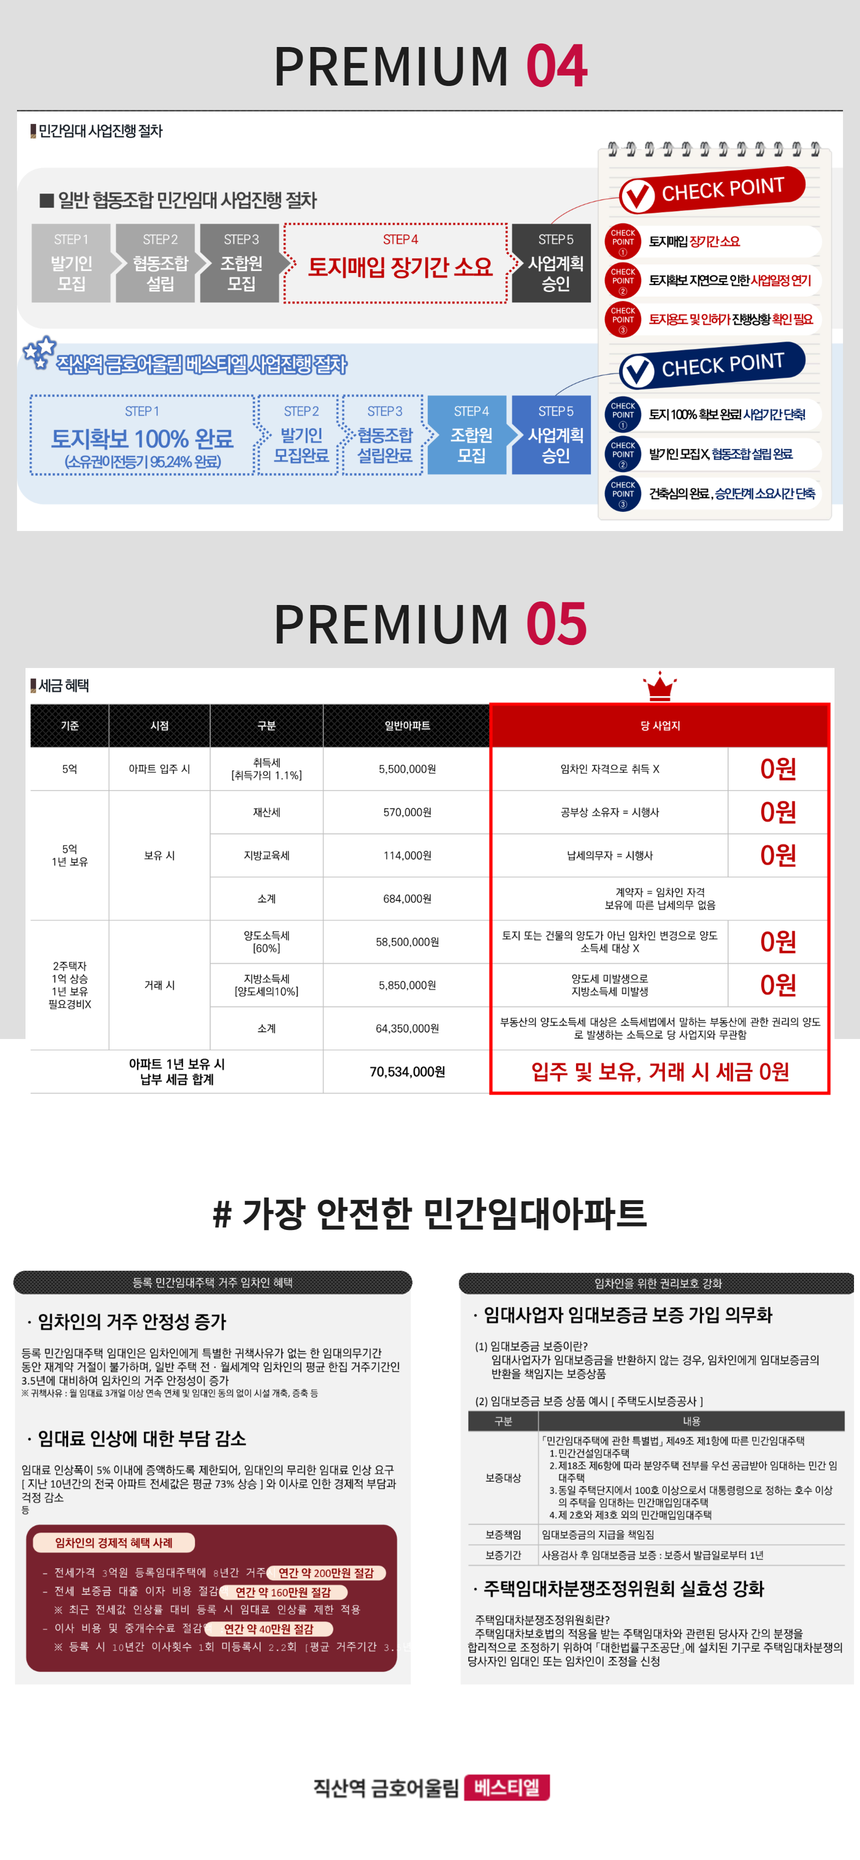 PREMIUM 04
민간임대 사업진행 절차
■ 일반 협동조합 민간임대 사업진행 절차
STEP 1
발기인
모집
STEP 2
협동조합
설립
STEP 3
조합원
모집
STEP 4
토지매입 장기간 소요
STEP 5
사업계획
승인
CHECK POINT
CHECK
POINT
①
토지매입 장기간 소요
CHECK
POINT
②
토지확보 지연으로 인한 사업일정 연기
CHECK
POINT
③
토지용도 및 인허가 진행상황 확인 필요
직산역 금호어울림 베스티엘 사업진행 절차
STEP 1
토지확보 100% 완료
(소유권이전등기 95.24% 완료)
STEP 2
발기인
모집완료
STEP 3
협동조합
설립완료
STEP 4
조합원
모집
STEP 5
사업계획
승인
CHECK POINT
CHECK
POINT
①
토지 100% 확보 완료! 사업기간 단축!
CHECK
POINT
②
발기인 모집 X, 협동조합 설립 완료
CHECK
POINT
③
건축심의 완료, 승인단계 소요시간 단축
PREMIUM 05
세금 혜택
기준 시점 구분 일반아파트 당 사업지
5억 아파트 입주 시 취득세
[취득가의 1.1%] 5,500,000원 임차인 자격으로 취득 X 0원
5억
1년 보유
보유 시
재산세 570,000원 공부상 소유자 = 시행사 0원
지방교육세 114,000원 납세의무자 = 시행사 0원
소계 684,000원 계약자 = 임차인 자격
보유에 따른 납세의무 없음
2주택자
1억 상승
1년 보유
필요경비X
거래 시
양도소득세
[60%] 58,500,000원 토지 또는 건물의 양도가 아닌 임차인 변경으로 양도
소득세 대상 X 0원
지방소득세
[양도세의10%] 5,850,000원 양도세 미발생으로
지방소득세 미발생 0원
소계 64,350,000원 부동산의 양도소득세 대상은 소득세법에서 말하는 부동산에 관한 권리의 양도
로 발생하는 소득으로 당 사업지와 무관함
아파트 1년 보유 시
납부 세금 합계 70,534,000원 입주 및 보유, 거래 시 세금 0원
# 가장 안전한 민간임대아파트
등록 민간임대주택 거주 임차인 혜택
· 임차인의 거주 안정성 증가
등록 민간임대주택 임대인은 임차인에게 특별한 귀책사유가 없는 한 임대의무기간
동안 재계약 거절이 불가하며, 일반 주택 전 · 월세계약 임차인의 평균 한집 거주기간인
3.5년에 대비하여 임차인의 거주 안정성이 증가
※ 귀책사유 : 월 임대료 3개얼 이상 연속 연체 및 임대인 동의 없이 시설 개축, 증축 등
· 임대료 인상에 대한 부담 감소
임대료 인상폭이 5% 이내에 증액하도록 제한되어, 임대인의 무리한 임대료 인상 요구
[ 지난 10년간의 전국 아파트 전세값은 평균 73% 상승 ] 와 이사로 인한 경제적 부담과
걱정 감소
등
임차인의 경제적 혜택 사례
- 전세가격 3억원 등록임대주택에 8년간 거주 연간 약 200만원 절감
- 전세 보증금 대출 이자 비용 절감 연간 약 160만원 절감
※ 최근 전세값 인상률 대비 등록 시 임대료 인상률 제한 적용
- 이사 비용 및 중개수수료 절감 연간 약 40만원 절감
※ 등록 시 10년간 이사횟수 1회 미등록시 2.2회 [평균 거주기간 3.
임차인을 위한 권리보호 강화
· 임대사업자 임대보증금 보증 가입 의무화
(1) 임대보증금 보증이란?
임대사업자가 임대보증금을 반환하지 않는 경우, 임차인에게 임대보증금의
반환을 책임지는 보증상품
(2) 임대보증금 보증 상품 예시 [ 주택도시보증공사 ]
구분 내용
보증대상
「민간임대주택에 관한 특별법」 제49조 제1항에 따른 민간임대주택
1. 민간건설임대주택
2. 제18조 제6항에 따라 분양주택 전부를 우선 공급받아 임대하는 민간 임
대주택
3. 동일 주택단지에서 100호 이상으로서 대통령령으로 정하는 호수 이상
의 주택을 임대하는 민간매입임대주택
4. 제 2호와 제3호 외의 민간매입임대주택
보증책임 임대보증금의 지급을 책임짐
보증기간 사용검사 후 임대보증금 보증 : 보증서 발급일로부터 1년
· 주택임대차분쟁조정위원회 실효성 강화
주택임대차분쟁조정위원회란?
주택임대차보호법의 적용을 받는 주택임대차와 관련된 당사자 간의 분쟁을
합리적으로 조정하기 위하여 「대한법률구조공단」에 설치된 기구로 주택임대차분쟁의
당사자인 임대인 또는 임차인이 조정을 신청
직산역 금호어울림 베스티엘